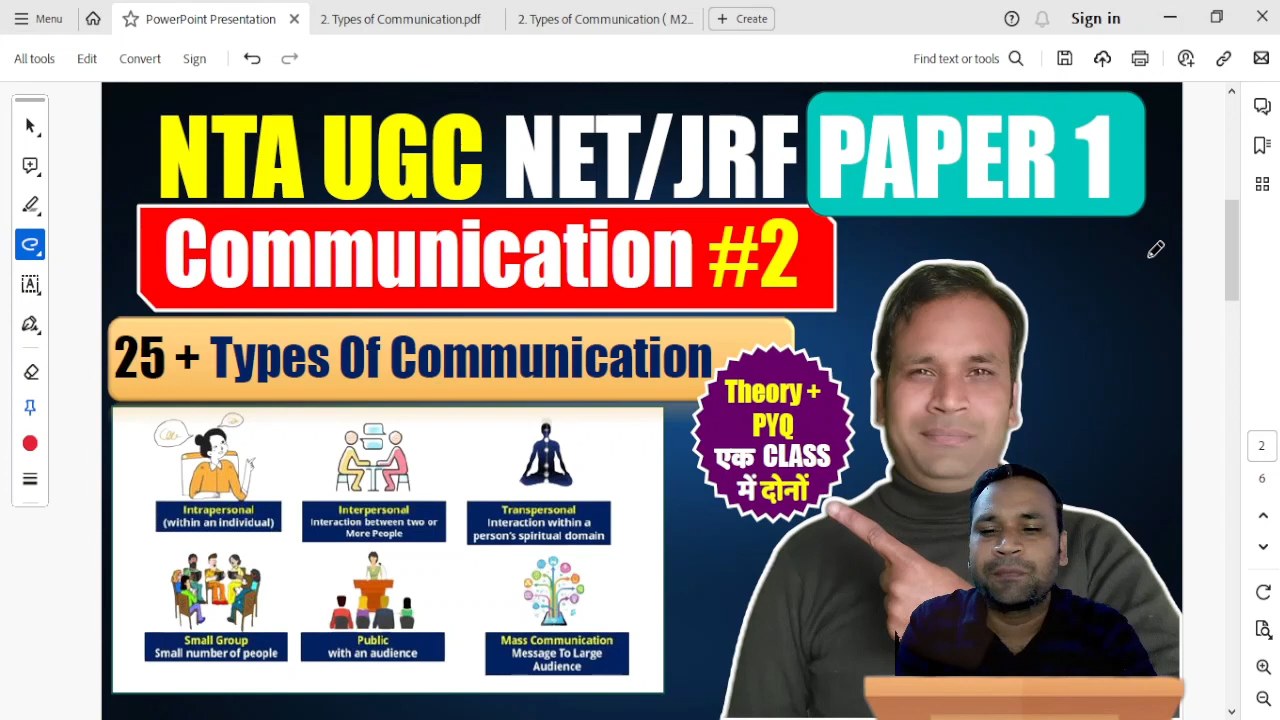 Menu
PowerPoint Presentation
2. Types of Communication.pdf
2. Types of Communication ( M2...
Create
Sign in
All tools
Edit
Convert
Sign
Find text or tools
NTA UGC NET/JRF PAPER 1
Communication #2
25 + Types Of Communication
Theory +
PYQ
एक CLASS
में दोनों
Intrapersonal
(within an individual)
Interpersonal
Interaction between two or
More People
Transpersonal
Interaction within a
person's spiritual domain
Small Group
Small number of people
Public
with an audience
Mass Communication
Message To Large
Audience
2
6